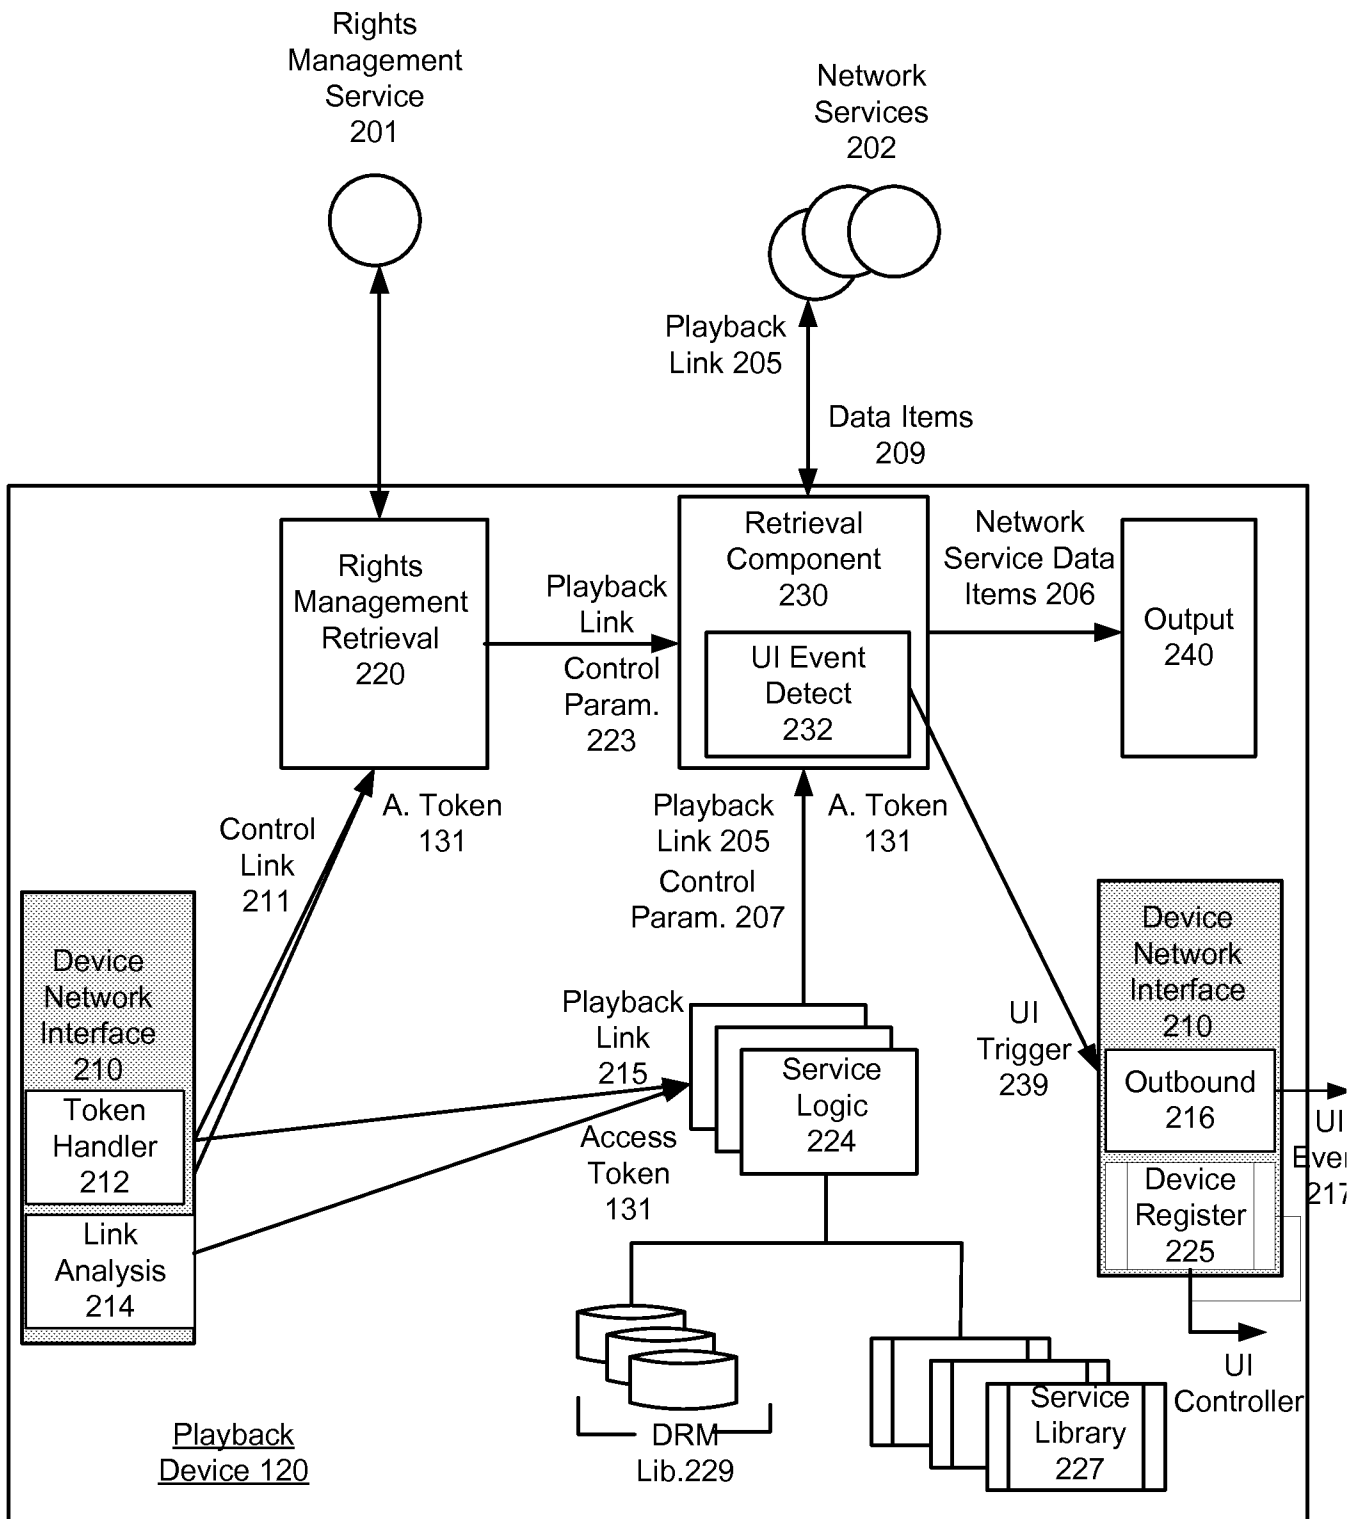 Rights
Management
Service
201
Network
Services
202
Playback
Link 205
Data Items
209
Rights
Management
Retrieval
220
Playback
Link
Control
Param.
223
Retrieval
Component
230
UI Event
Detect
232
Network
Service Data
Items 206
Output
240
Control
Link
211
A. Token
131
Playback
Link 205
Control
Param. 207
A. Token
131
Device
Network
Interface
210
Token
Handler
212
Link
Analysis
214
Playback
Link
215
Access
Token
131
Service
Logic
224
UI
Trigger
239
Device
Network
Interface
210
Outbound
216
Device
Register
225
UI
217
UI
Controller
DRM
Lib.229
Service
Library
227
Playback
Device 120